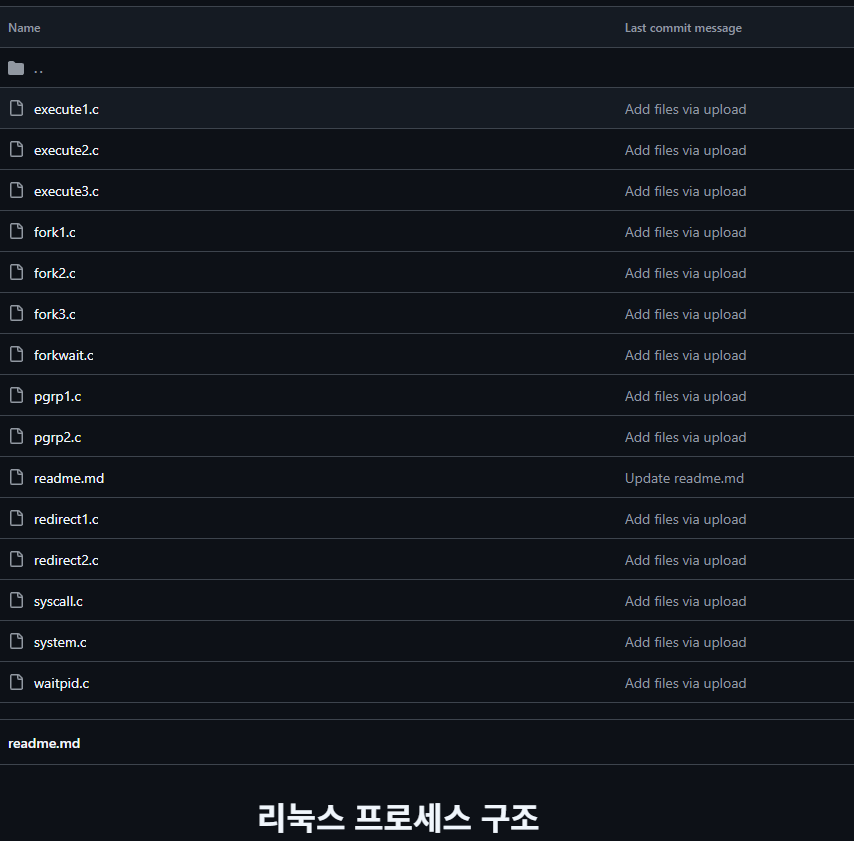 Name Last commit message
..
execute1.c Add files via upload
execute2.c Add files via upload
execute3.c Add files via upload
fork1.c Add files via upload
fork2.c Add files via upload
fork3.c Add files via upload
forkwait.c Add files via upload
pgrp1.c Add files via upload
pgrp2.c Add files via upload
readme.md Update readme.md
redirect1.c Add files via upload
redirect2.c Add files via upload
syscall.c Add files via upload
system.c Add files via upload
waitpid.c Add files via upload
readme.md
리눅스 프로세스 구조